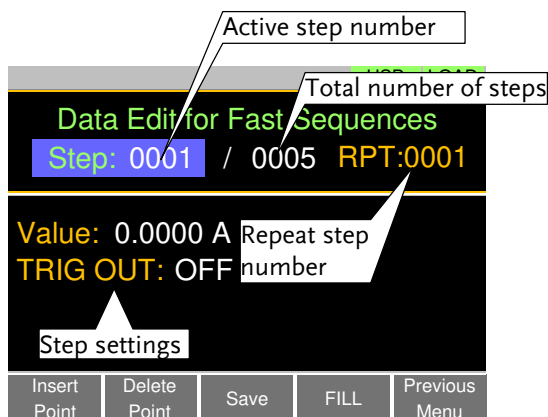 Active step number
Total number of steps
Data Edit for Fast Sequences
Step: 0001 / 0005 RPT:0001
Value: 0.0000 A
Repeat step
number
TRIG OUT: OFF
Step settings
Insert
Point
Delete
Point
Save
FILL
Previous
Menu